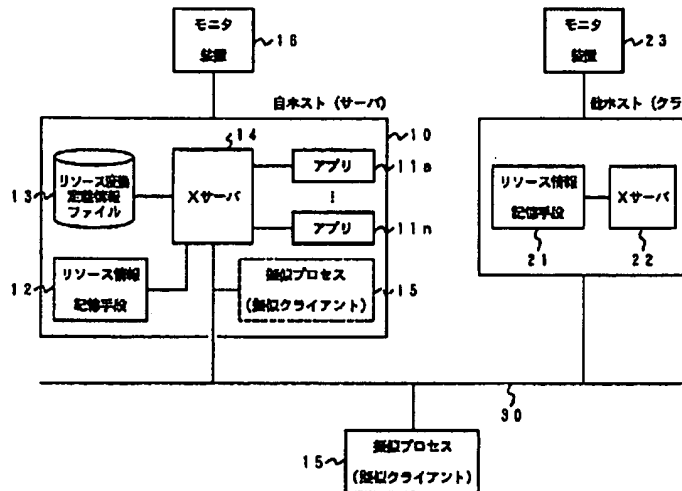 モニタ
装置
16
モニタ
装置
23
自ホスト(サーバ)
他ホスト(クラ
10
14
リソース変換
定義情報
ファイル
13
Xサーバ
アプリ
11a
アプリ
11n
リソース情報
記憶手段
12
疑似プロセス
(疑似クライアント)
15
リソース情報
記憶手段
21
Xサーバ
22
30
疑似プロセス
(疑似クライアント)
15